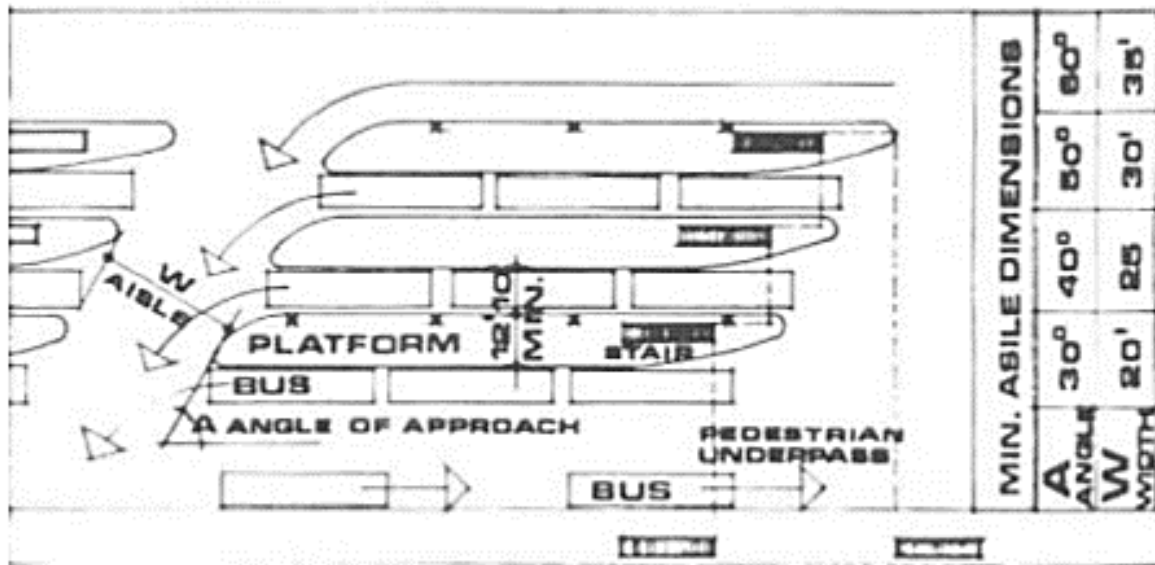 W
AISLE
PLATFORM
12' 10
MIN.
STAIR
BUS
A ANGLE OF APPROACH
PEDESTRIAN
UNDERPASS
BUS
MIN. ASILE DIMENSIONS
A ANGLE 30° 40° 50° 60°
W WIDTH 20' 25 30' 35'